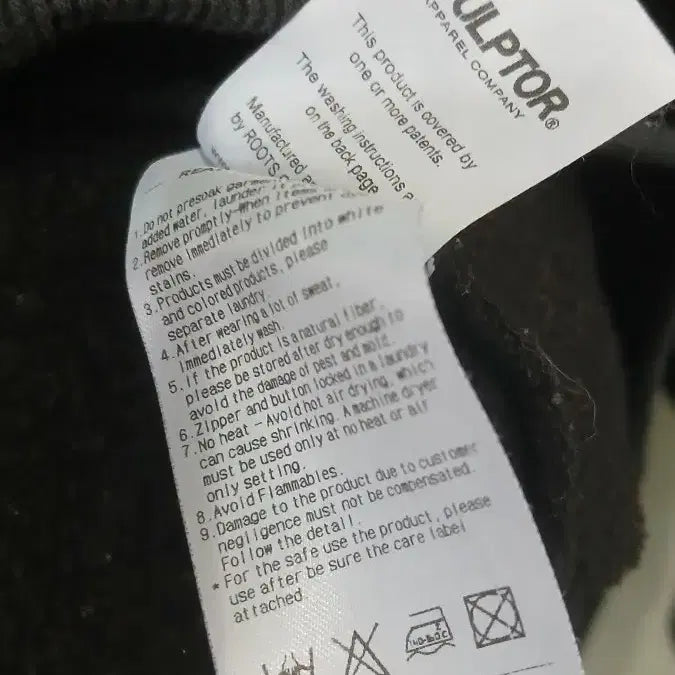 ULPTOR®
APPAREL COMPANY
This product is covered by
one or more patents.
The washing instructions
on the back page
Manufactured
by ROOTS
1.Do not presoak
added water, launder
2.Remove promptly-when items
remove immediately to prevent
stains.
3.Products must be divided into white
and colored products, please
separate laundry.
4.After wearing a lot of sweat,
immediately wash.
5.If the product is a natural fiber,
please be stored after dry enough to
avoid the damage of pest and mold.
6.Zipper and button locked in a laundry
7.No heat - Avoid hot air drying, which
can cause shrinking. A machine dryer
must be used only at no heat or air
only setting.
8.Avoid Flammables.
9.Damage to the product due to customer
negligence must not be compensated.
Follow the detail.
* For the safe use the product, please
use after be sure the care label
attached